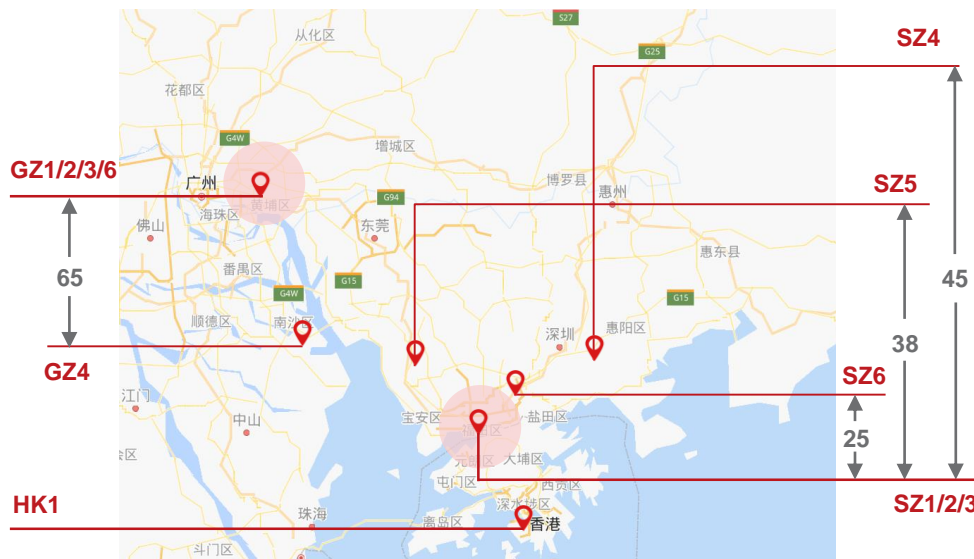 S27
从化区
SZ4
G25
花都区
G4W
增城区
GZ1/2/3/6
广州
博罗县
惠州
SZ5
黄埔区
G94
海珠区
佛山
东莞
惠东县
番禺区
65
G15
45
G4W
G15
顺德区
南沙区
深圳
惠阳区
38
GZ4
SZ6
江门
宝安区
盐田区
中山
25
大埔区
屯门区
西贡区
SZ1/2/3
深水埗区
HK1
珠海
离岛区
香港
斗门区